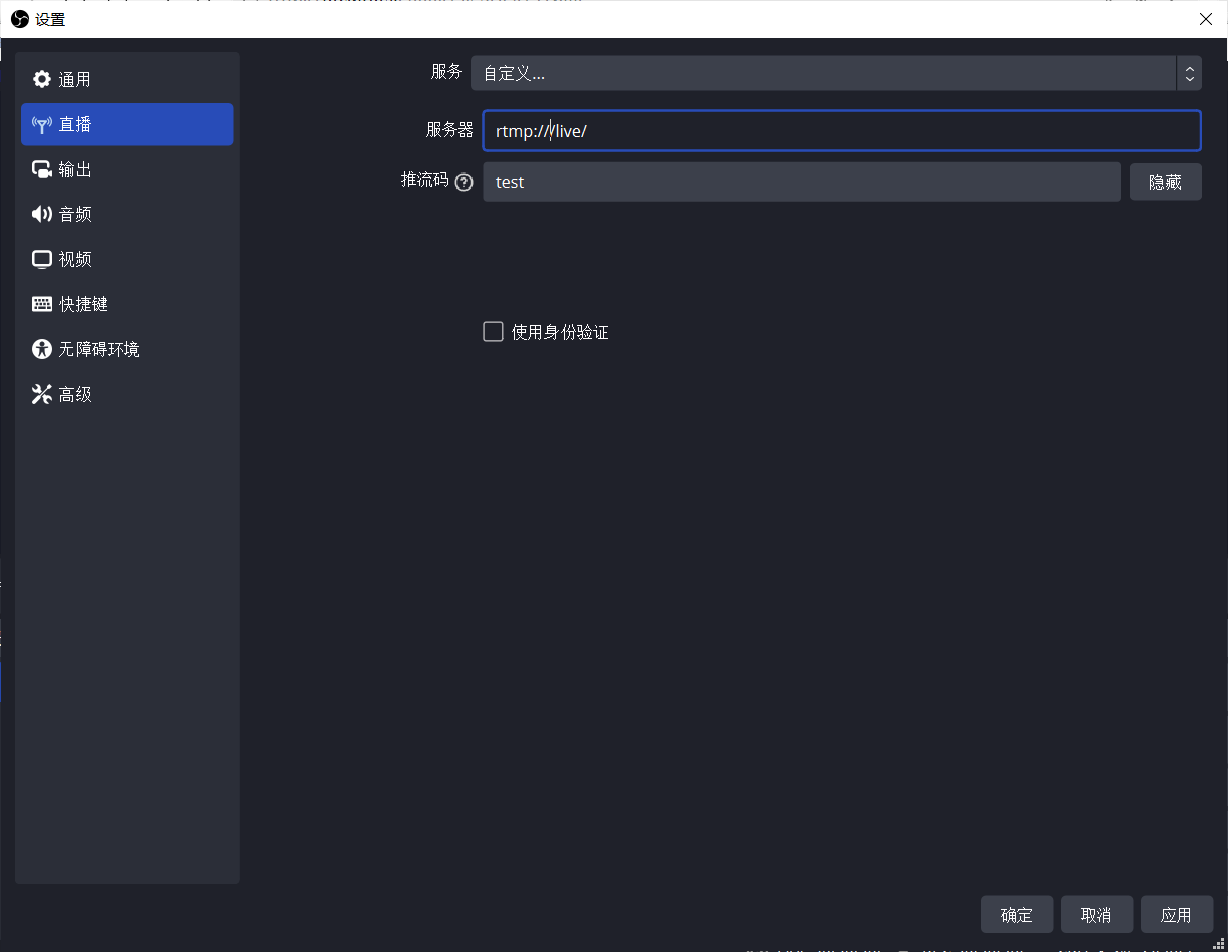 设置
通用
直播
输出
音频
视频
快捷键
无障碍环境
高级
服务
自定义...
服务器
rtmp:///live/
推流码
test
隐藏
使用身份验证
确定
取消
应用